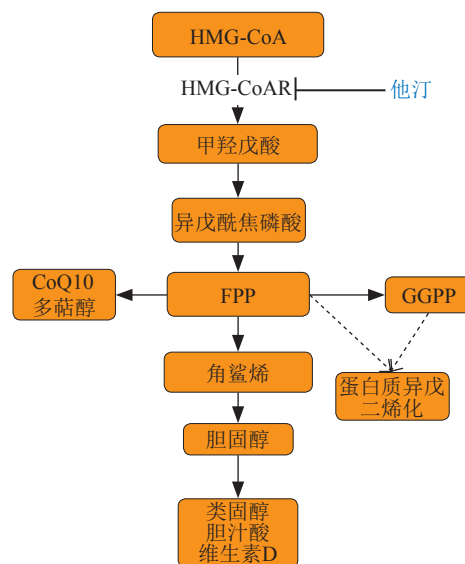 HMG-CoA
HMG-CoAR
他汀
甲羟戊酸
异戊酰焦磷酸
CoQ10
多萜醇
FPP
GGPP
角鲨烯
蛋白质异戊
二烯化
胆固醇
类固醇
胆汁酸
维生素D